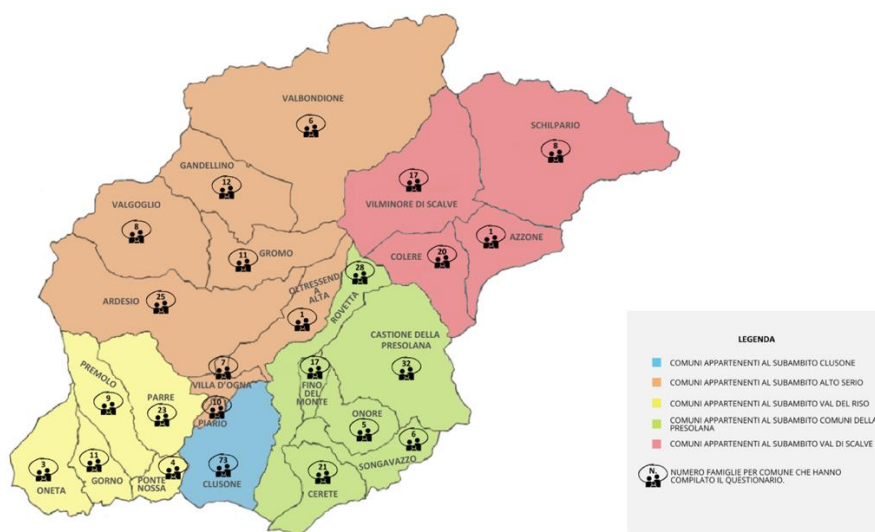 VALBONDIONE
6
SCHILPARIO
8
GANDELLINO
12
17
VILMINORE DI SCALVE
VALGOGLIO
8
1
AZZONE
11
GROMO
COLERE
20
28
ROVETTA
OLTRESSEND
A
ALTA
1
ARDESIO
25
CASTIONE DELLA
PRESOLANA
32
PREMOLO
9
7
VILLA D'OGNA
17
FINO
DEL
MONTE
PARRE
23
10
PIARIO
ONORE
5
6
SONGAVAZZO
3
ONETA
11
GORNO
4
PONTE
NOSSA
73
CLUSONE
21
CERETE
LEGENDA
COMUNI APPARTENENTI AL SUBAMBITO CLUSONE
COMUNI APPARTENENTI AL SUBAMBITO ALTO SERIO
COMUNI APPARTENENTI AL SUBAMBITO VAL DEL RISO
COMUNI APPARTENENTI AL SUBAMBITO COMUNI DELLA
PRESOLANA
COMUNI APPARTENENTI AL SUBAMBITO VAL DI SCALVE
N.
NUMERO FAMIGLIE PER COMUNE CHE HANNO
COMPILATO IL QUESTIONARIO.